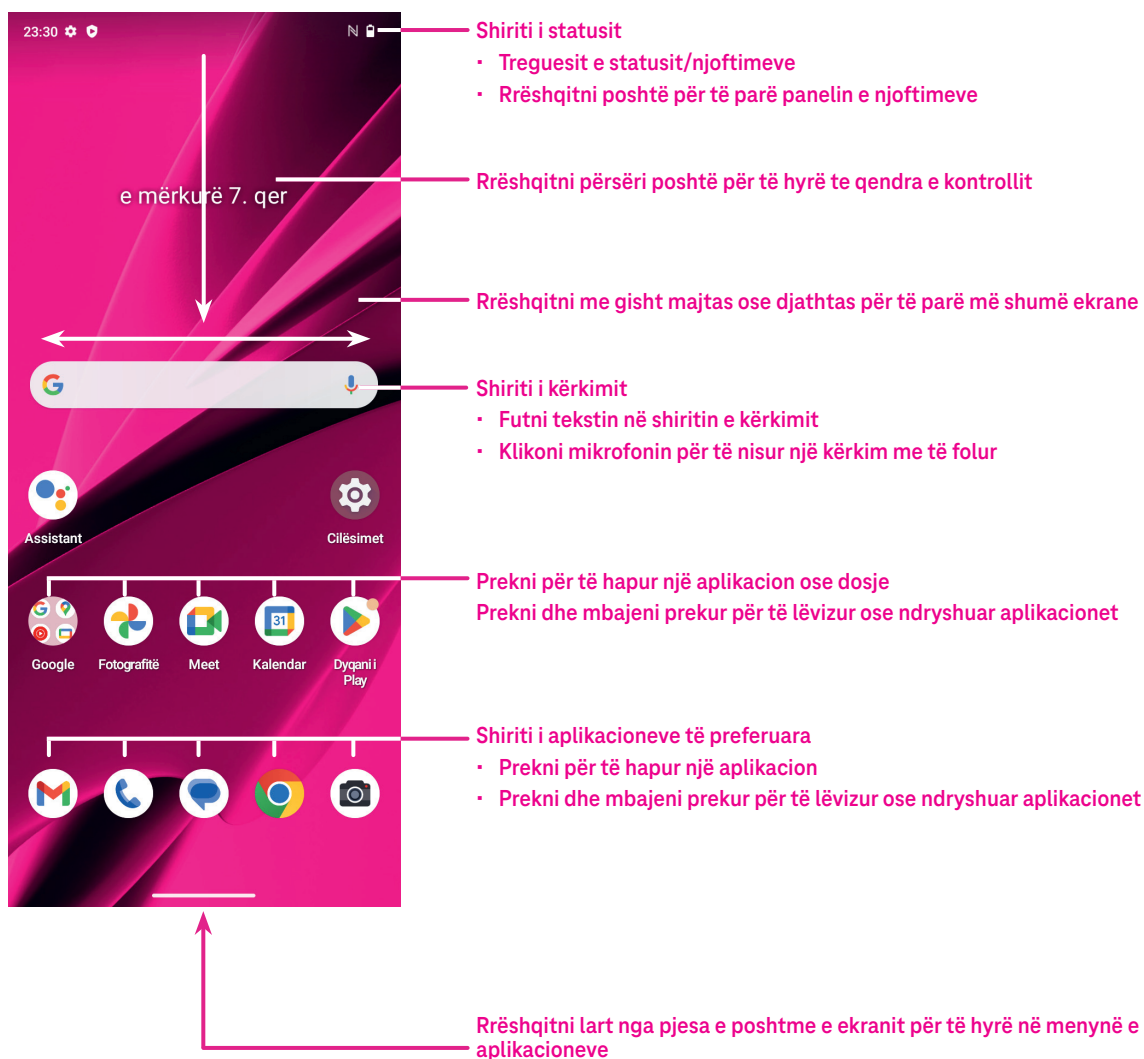 23:30
Shiriti i statusit
· Treguesit e statusit/njoftimeve
· Rrëshqitni poshtë për të parë panelin e njoftimeve
e mërkurë 7. qer
Rrëshqitni përsëri poshtë për të hyrë te qendra e kontrollit
Rrëshqitni me gisht majtas ose djathtas për të parë më shumë ekrane
Shiriti i kërkimit
· Futni tekstin në shiritin e kërkimit
· Klikoni mikrofonin për të nisur një kërkim me të folur
Assistant
Cilësimet
Prekni për të hapur një aplikacion ose dosje
Prekni dhe mbajeni prekur për të lëvizur ose ndryshuar aplikacionet
31
Google
Fotografitë
Meet
Kalendar
Dyqani i
Play
Shiriti i aplikacioneve të preferuara
· Prekni për të hapur një aplikacion
· Prekni dhe mbajeni prekur për të lëvizur ose ndryshuar aplikacionet
Rrëshqitni lart nga pjesa e poshtme e ekranit për të hyrë në menynë e
aplikacioneve